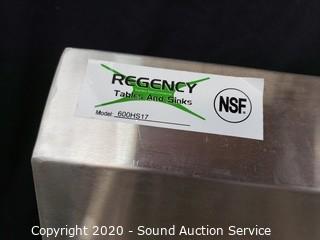 REGENCY
Tables And Sinks
Model: 600HS17
NSF.
Copyright 2020 - Sound Auction Service